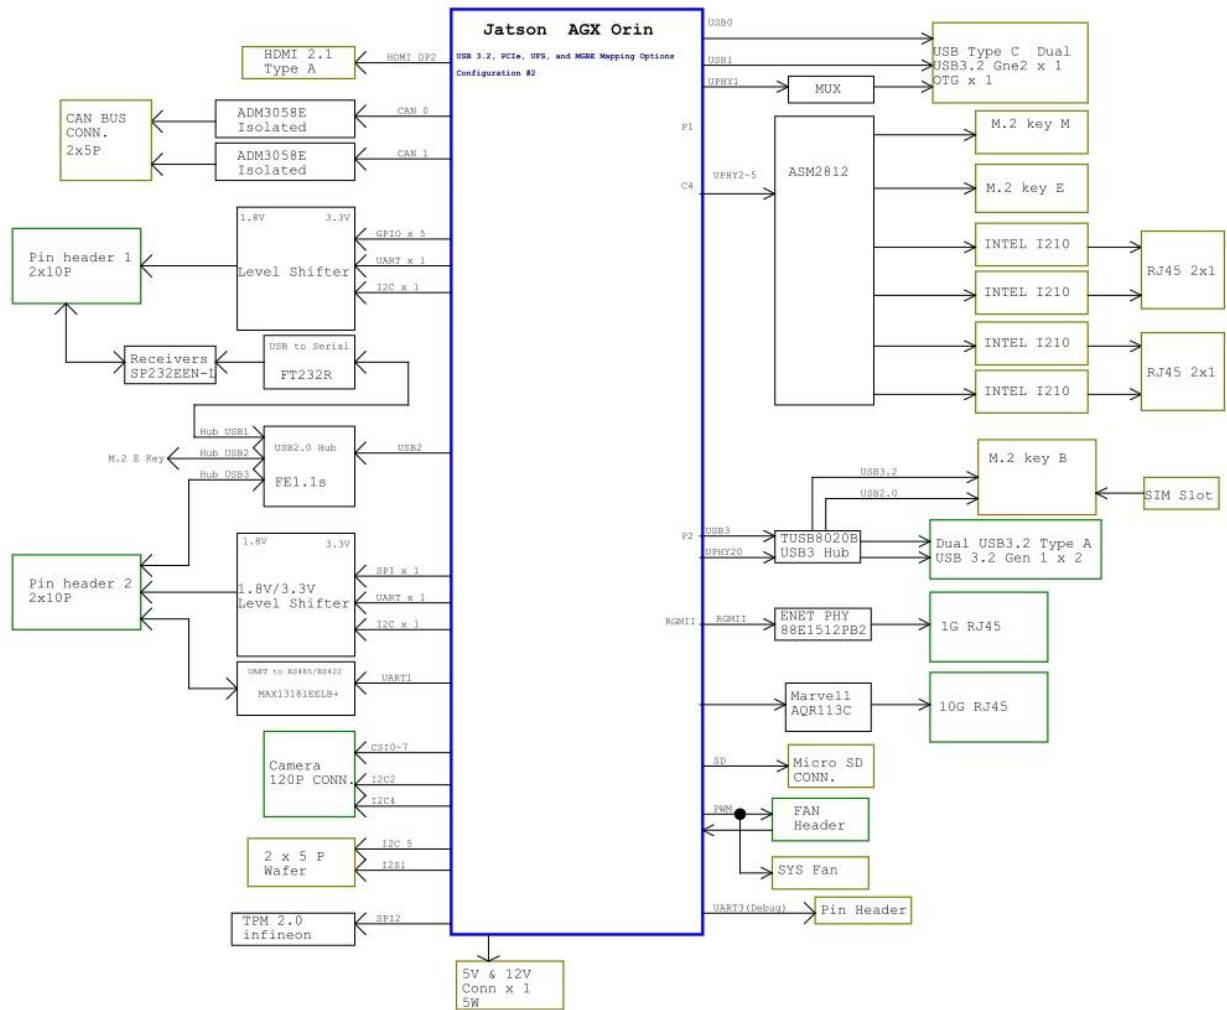 Jatson AGX Orin
USB 3.2, PCIe, UFS, and MGBE Mapping Options
Configuration #2
HDMI 2.1
Type A
HDMI DP2
CAN BUS
CONN.
2x5P
ADM3058E
Isolated
CAN 0
ADM3058E
Isolated
CAN 1
Pin header 1
2x10P
1.8V 3.3V
Level Shifter
GPIO x 5
UART x 1
I2C x 1
Receivers
SP232EEN-L
USB to Serial
FT232R
Hub USB1
Hub USB2
Hub USB3
M.2 E Key
USB2.0 Hub
FE1.1s
USB2
Pin header 2
2x10P
1.8V 3.3V
1.8V/3.3V
Level Shifter
SPI x 1
UART x 1
I2C x 1
UART to RS485/RS422
MAX13181EELB+
UART1
Camera
120P CONN.
CSI0-7
I2C2
I2C4
2 x 5 P
Wafer
I2C 5
I2S1
TPM 2.0
infineon
SPI2
5V & 12V
Conn x 1
5W
USB0
USB1
UPHY1
MUX
USB Type C Dual
USB3.2 Gne2 x 1
OTG x 1
P1
C4
UPHY2-5
ASM2812
M.2 key M
M.2 key E
INTEL I210
INTEL I210
RJ45 2x1
INTEL I210
INTEL I210
RJ45 2x1
USB3.2
USB2.0
M.2 key B
SIM Slot
P2
USB3
UPHY20
TUSB8020B
USB3 Hub
Dual USB3.2 Type A
USB 3.2 Gen 1 x 2
RGMII
RGMII
ENET PHY
88E1512PB2
1G RJ45
Marvell
AQR113C
10G RJ45
SD
Micro SD
CONN.
PWM
FAN
Header
SYS Fan
UART3(Debug)
Pin Header